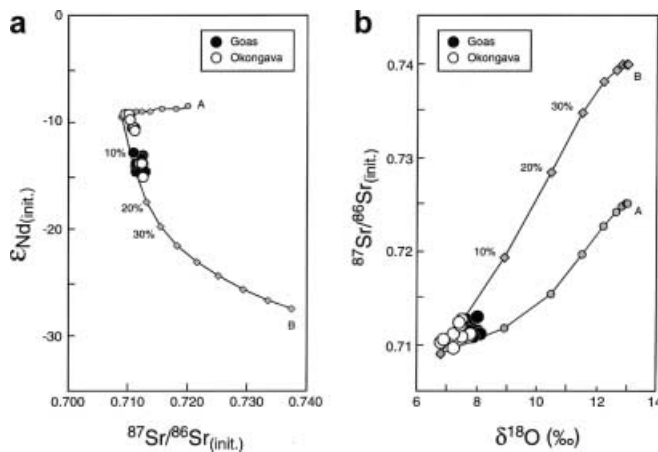 a
b
Goas
Okongava
0
-10
-20
-30
εNd(init.)
A
10%
20%
30%
B
0.700
0.710
0.720
0.730
0.740
87Sr/86Sr(init.)
Goas
Okongava
0.74
0.73
0.72
0.71
87Sr/86Sr(init.)
B
30%
20%
A
10%
6
8
10
12
14
δ18O (‰)